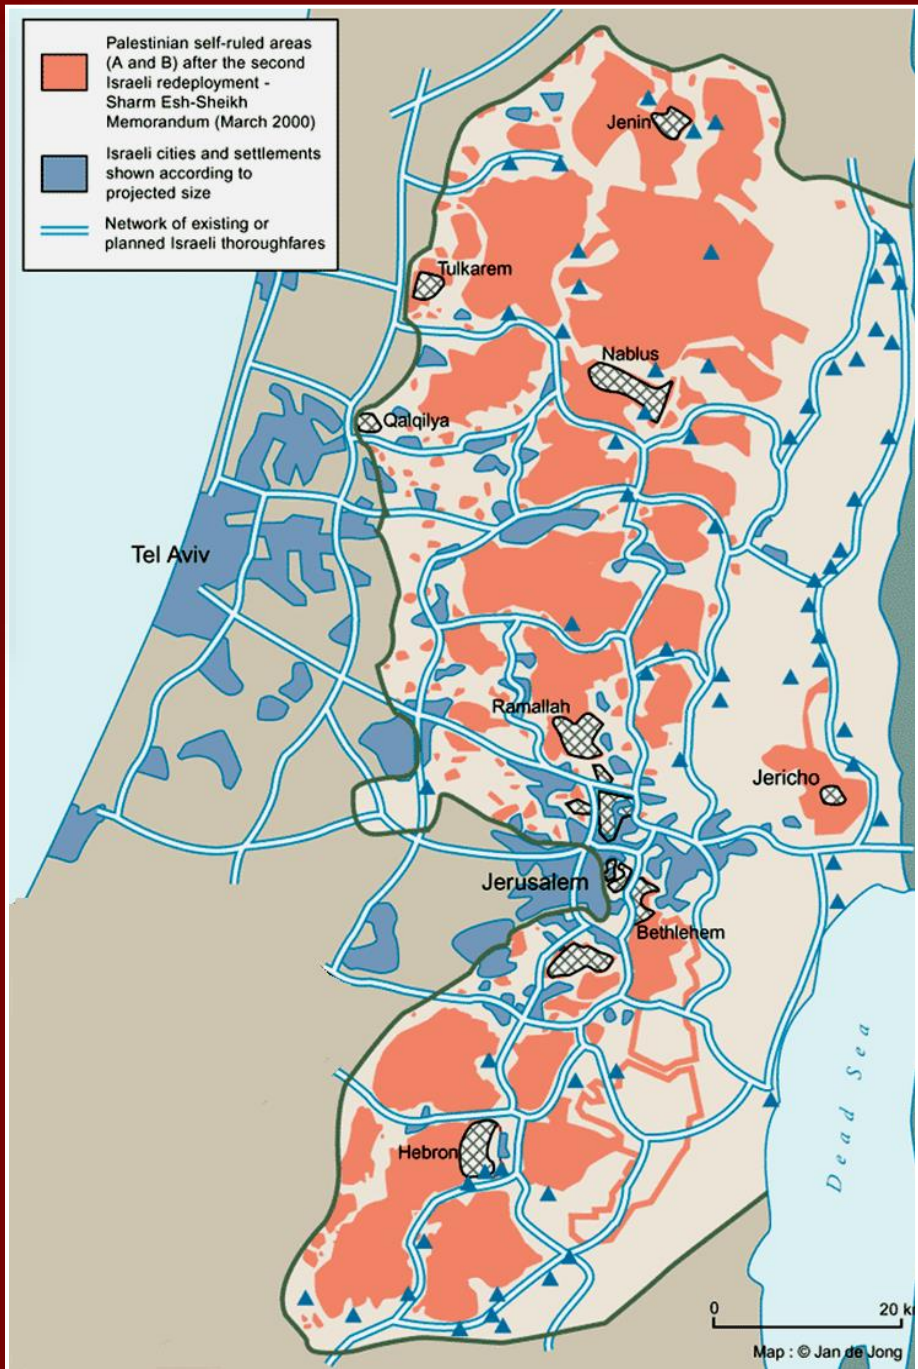 Palestinian self-ruled areas
(A and B) after the second
Israeli redeployment -
Sharm Esh-Sheikh
Memorandum (March 2000)
Israeli cities and settlements
shown according to
projected size
Network of existing or
planned Israeli thoroughfares
Jenin
Tulkarem
Nablus
Qalqilya
Tel Aviv
Ramallah
Jericho
Jerusalem
Bethlehem
Dead Sea
Hebron
0 20 km
Map : © Jan de Jong